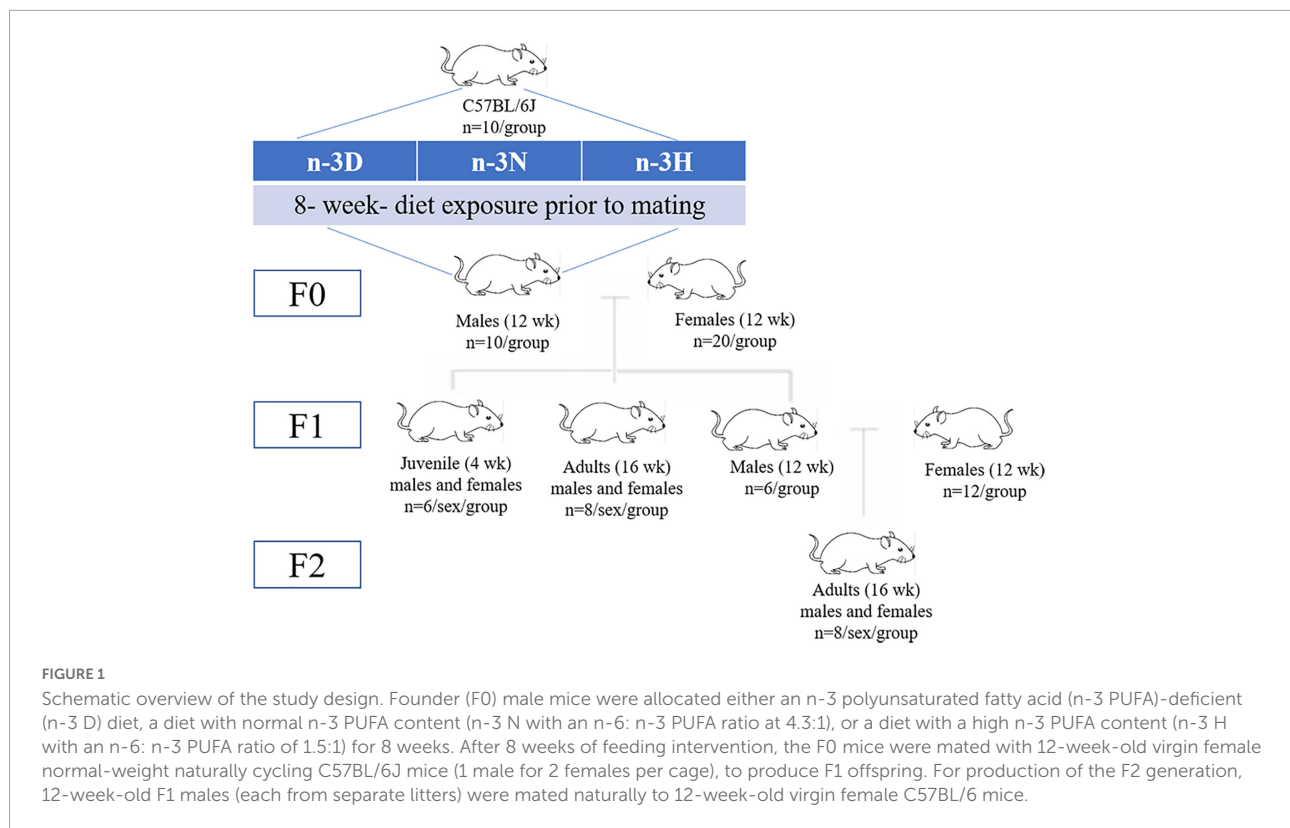 C57BL/6J
n=10/group
n-3D n-3N n-3H
8- week- diet exposure prior to mating
F0
Males (12 wk)
n=10/group
Females (12 wk)
n=20/group
F1
Juvenile (4 wk)
males and females
n=6/sex/group
Adults (16 wk)
males and females
n=8/sex/group
Males (12 wk)
n=6/group
Females (12 wk)
n=12/group
F2
Adults (16 wk)
males and females
n=8/sex/group
FIGURE 1
Schematic overview of the study design. Founder (F0) male mice were allocated either an n-3 polyunsaturated fatty acid (n-3 PUFA)-deficient
(n-3 D) diet, a diet with normal n-3 PUFA content (n-3 N with an n-6: n-3 PUFA ratio at 4.3:1), or a diet with a high n-3 PUFA content (n-3 H
with an n-6: n-3 PUFA ratio of 1.5:1) for 8 weeks. After 8 weeks of feeding intervention, the F0 mice were mated with 12-week-old virgin female
normal-weight naturally cycling C57BL/6J mice (1 male for 2 females per cage), to produce F1 offspring. For production of the F2 generation,
12-week-old F1 males (each from separate litters) were mated naturally to 12-week-old virgin female C57BL/6 mice.